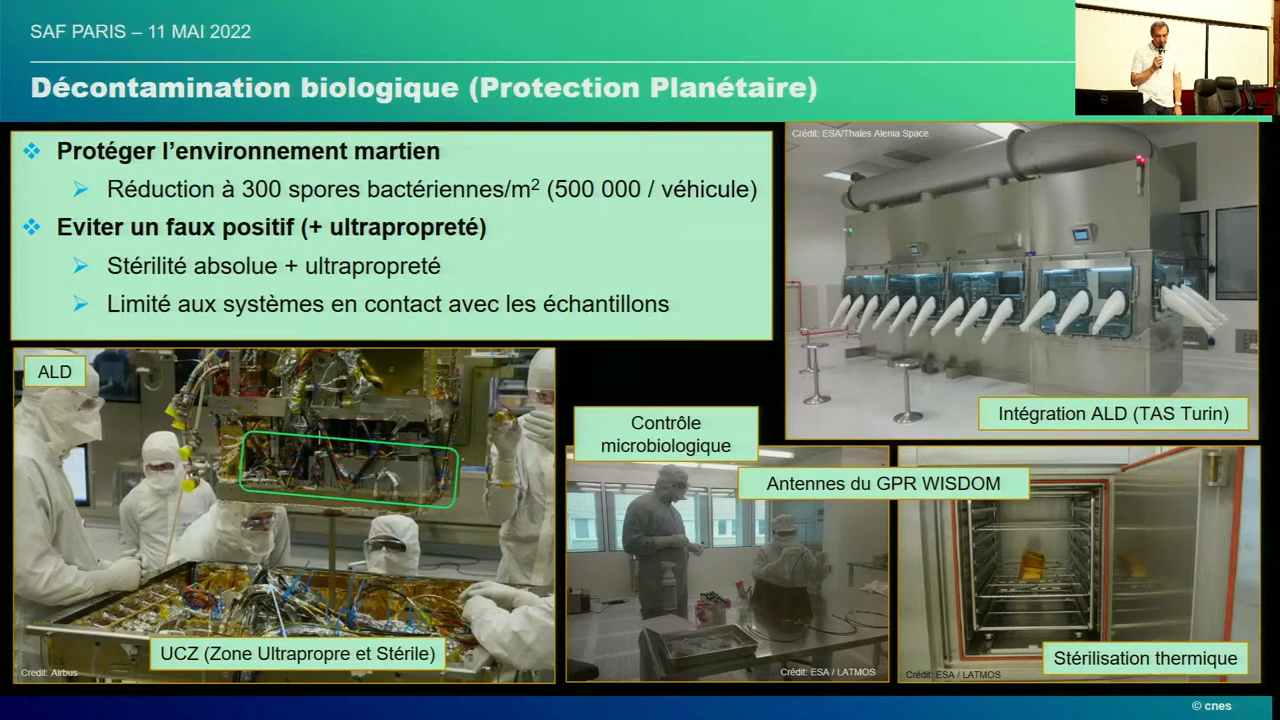 SAF PARIS – 11 MAI 2022
Décontamination biologique (Protection Planétaire)
Protéger l'environnement martien
Réduction à 300 spores bactériennes/m² (500 000 / véhicule)
Eviter un faux positif (+ ultrapropreté)
Stérilité absolue + ultrapropreté
Limité aux systèmes en contact avec les échantillons
Crédit: ESA/Thales Alenia Space
Intégration ALD (TAS Turin)
ALD
UCZ (Zone Ultrapropre et Stérile)
Credit: Airbus
Contrôle
microbiologique
Antennes du GPR WISDOM
Crédit: ESA / LATMOS
Stérilisation thermique
Crédit: ESA / LATMOS
© cnes